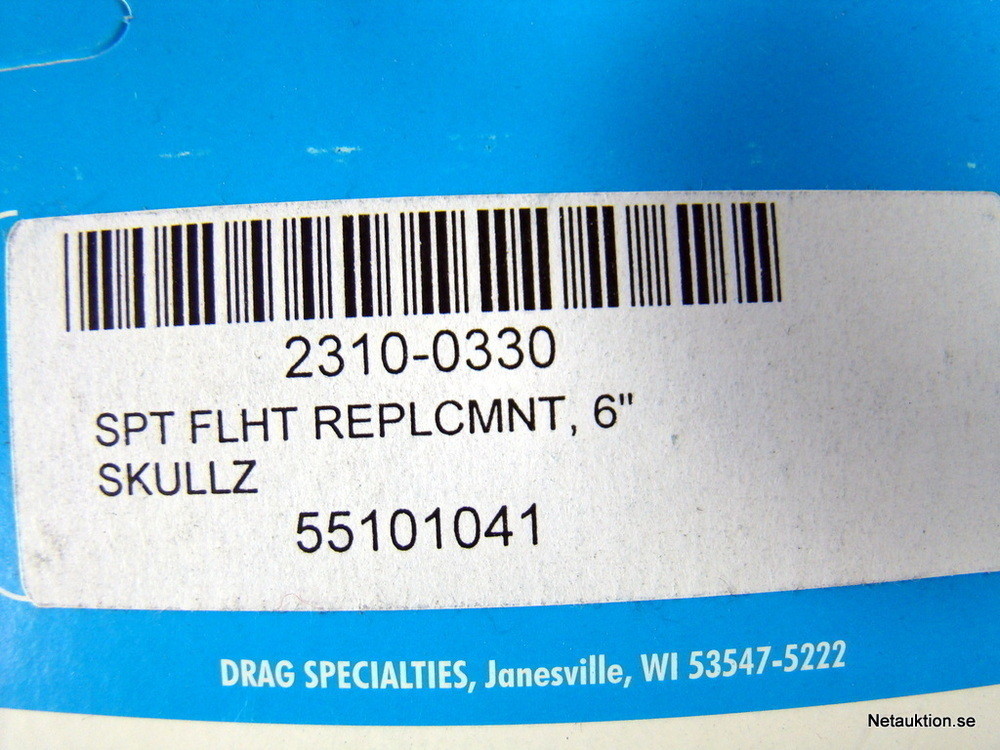 2310-0330
SPT FLHT REPLCMNT, 6"
SKULLZ
55101041
DRAG SPECIALTIES, Janesville, WI 53547-5222
Netauktion.se